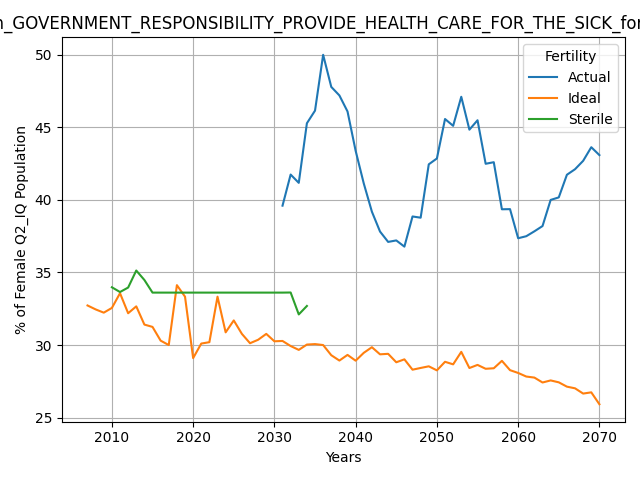 _GOVERNMENT_RESPONSIBILITY_PROVIDE_HEALTH_CARE_FOR_THE_SICK_for
% of Female Q2_IQ Population
50
45
40
35
30
25
Fertility
Actual
Ideal
Sterile
2010 2020 2030 2040 2050 2060 2070
Years